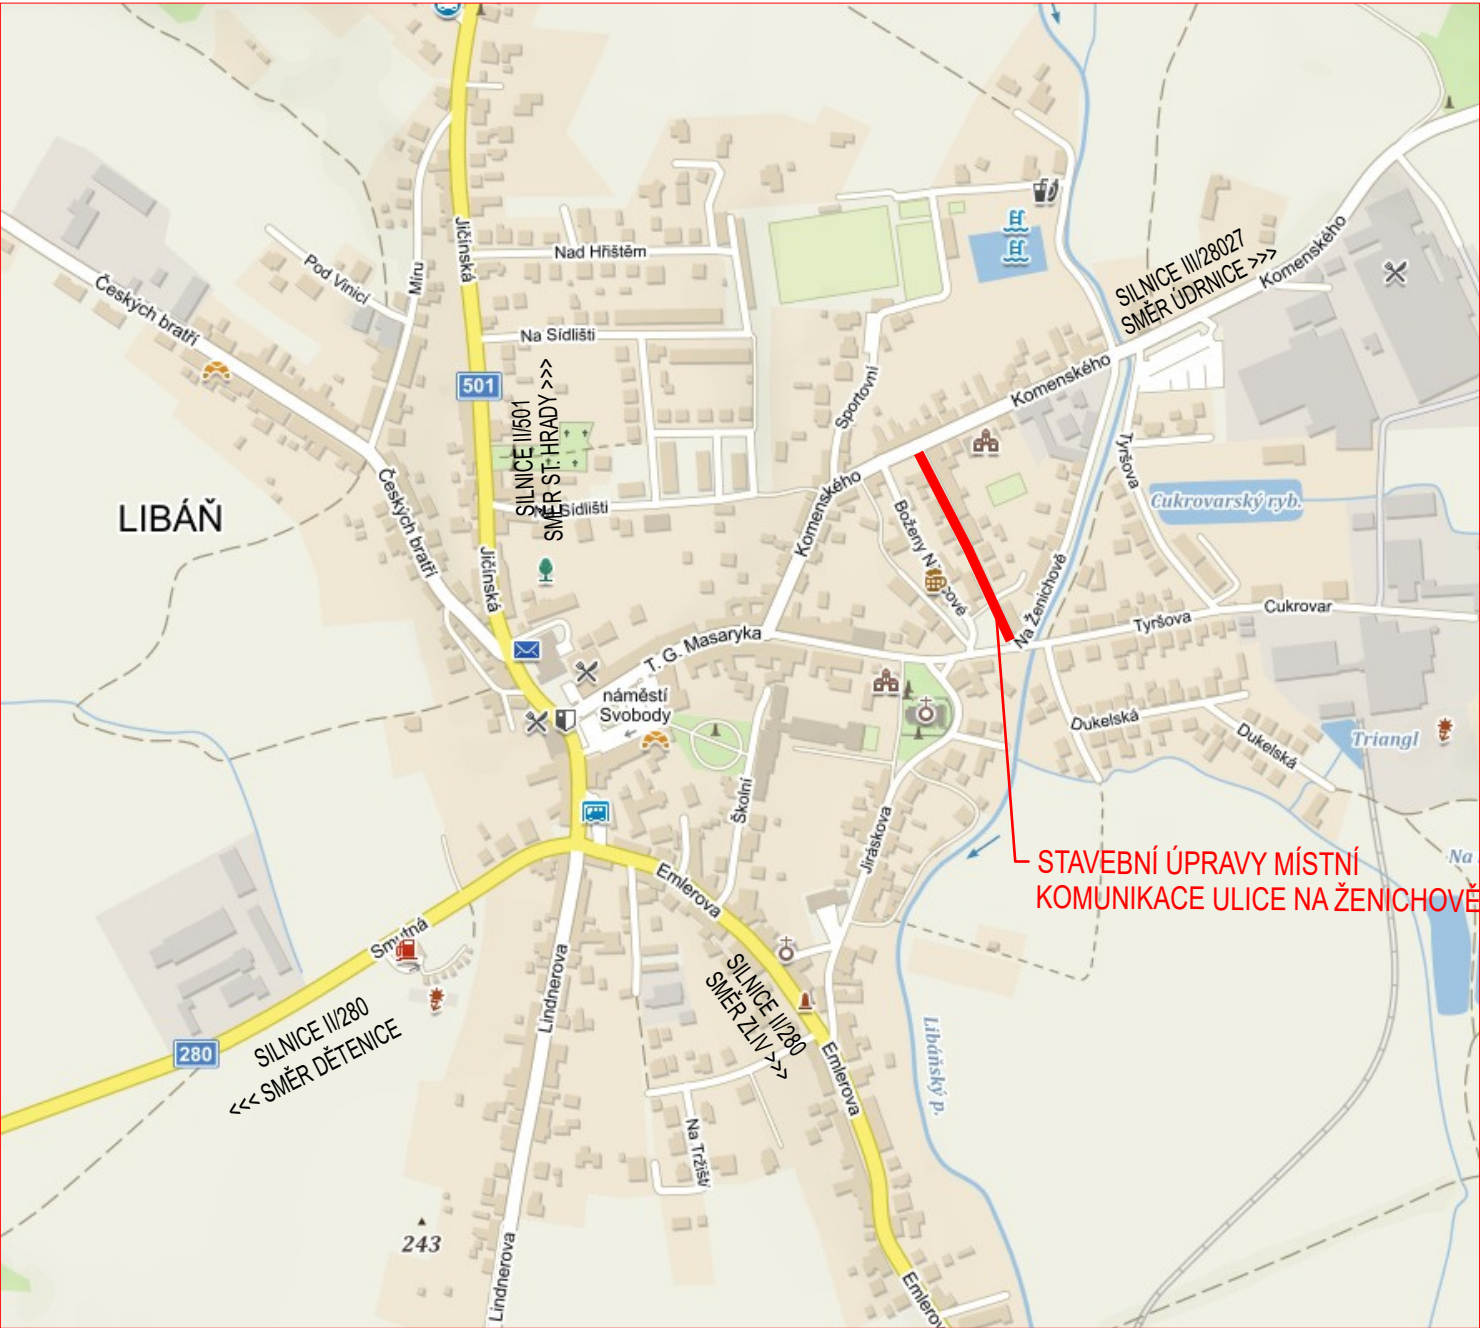 Jičínská
Nad Hřištěm
Pod Vinicí
Míru
Českých bratří
Na Sídlišti
501
SILNICE II/501
SMĚR ST. HRADY >>>
SILNICE III/28027
SMĚR ÚDRNICE >>>
Komenského
Komenského
Sportovní
Tyršova
Cukrovarský ryb.
LIBÁŇ
Českých bratří
Na Sídlišti
Komenského
Boženy Němcové
Na Ženichově
Jičínská
T. G. Masaryka
Tyršova
Cukrovar
náměstí
Svobody
Dukelská
Dukelská
Triangl
Školní
Jiráskova
STAVEBNÍ ÚPRAVY MÍSTNÍ
KOMUNIKACE ULICE NA ŽENICHOVĚ
Na
Emlerova
Smutná
Lindnerova
SILNICE II/280
SMĚR ZLIV >>>
280
SILNICE II/280
<<< SMĚR DĚTENICE
Libáňský p.
Emlerova
Na Tržišti
243
Lindnerova
Emlerov